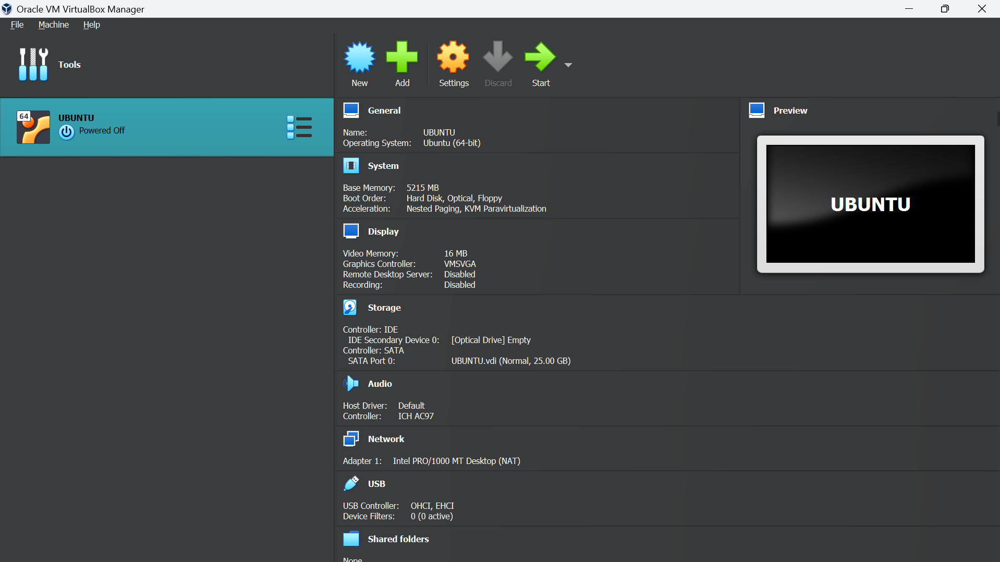 Oracle VM VirtualBox Manager
File Machine Help
Tools
New Add Settings Discard Start
64
UBUNTU
Powered Off
General
Name: UBUNTU
Operating System: Ubuntu (64-bit)
Preview
UBUNTU
System
Base Memory: 5215 MB
Boot Order: Hard Disk, Optical, Floppy
Acceleration: Nested Paging, KVM Paravirtualization
Display
Video Memory: 16 MB
Graphics Controller: VMSVGA
Remote Desktop Server: Disabled
Recording: Disabled
Storage
Controller: IDE
IDE Secondary Device 0: [Optical Drive] Empty
Controller: SATA
SATA Port 0: UBUNTU.vdi (Normal, 25.00 GB)
Audio
Host Driver: Default
Controller: ICH AC97
Network
Adapter 1: Intel PRO/1000 MT Desktop (NAT)
USB
USB Controller: OHCI, EHCI
Device Filters: 0 (0 active)
Shared folders
None